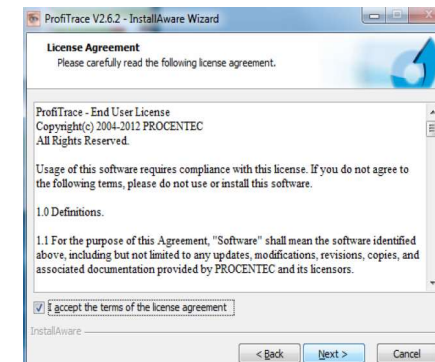 ProfiTrace V2.6.2 - InstallAware Wizard
License Agreement
Please carefully read the following license agreement.
ProfiTrace - End User License
Copyright(c) 2004-2012 PROCENTEC
All Rights Reserved.
Usage of this software requires compliance with this license. If you do not agree to
the following terms, please do not use or install this software.
1.0 Definitions.
1.1 For the purpose of this Agreement, "Software" shall mean the software identified
above, including but not limited to any updates, modifications, revisions, copies, and
associated documentation provided by PROCENTEC and its licensors.
I accept the terms of the license agreement
InstallAware
< Back Next > Cancel